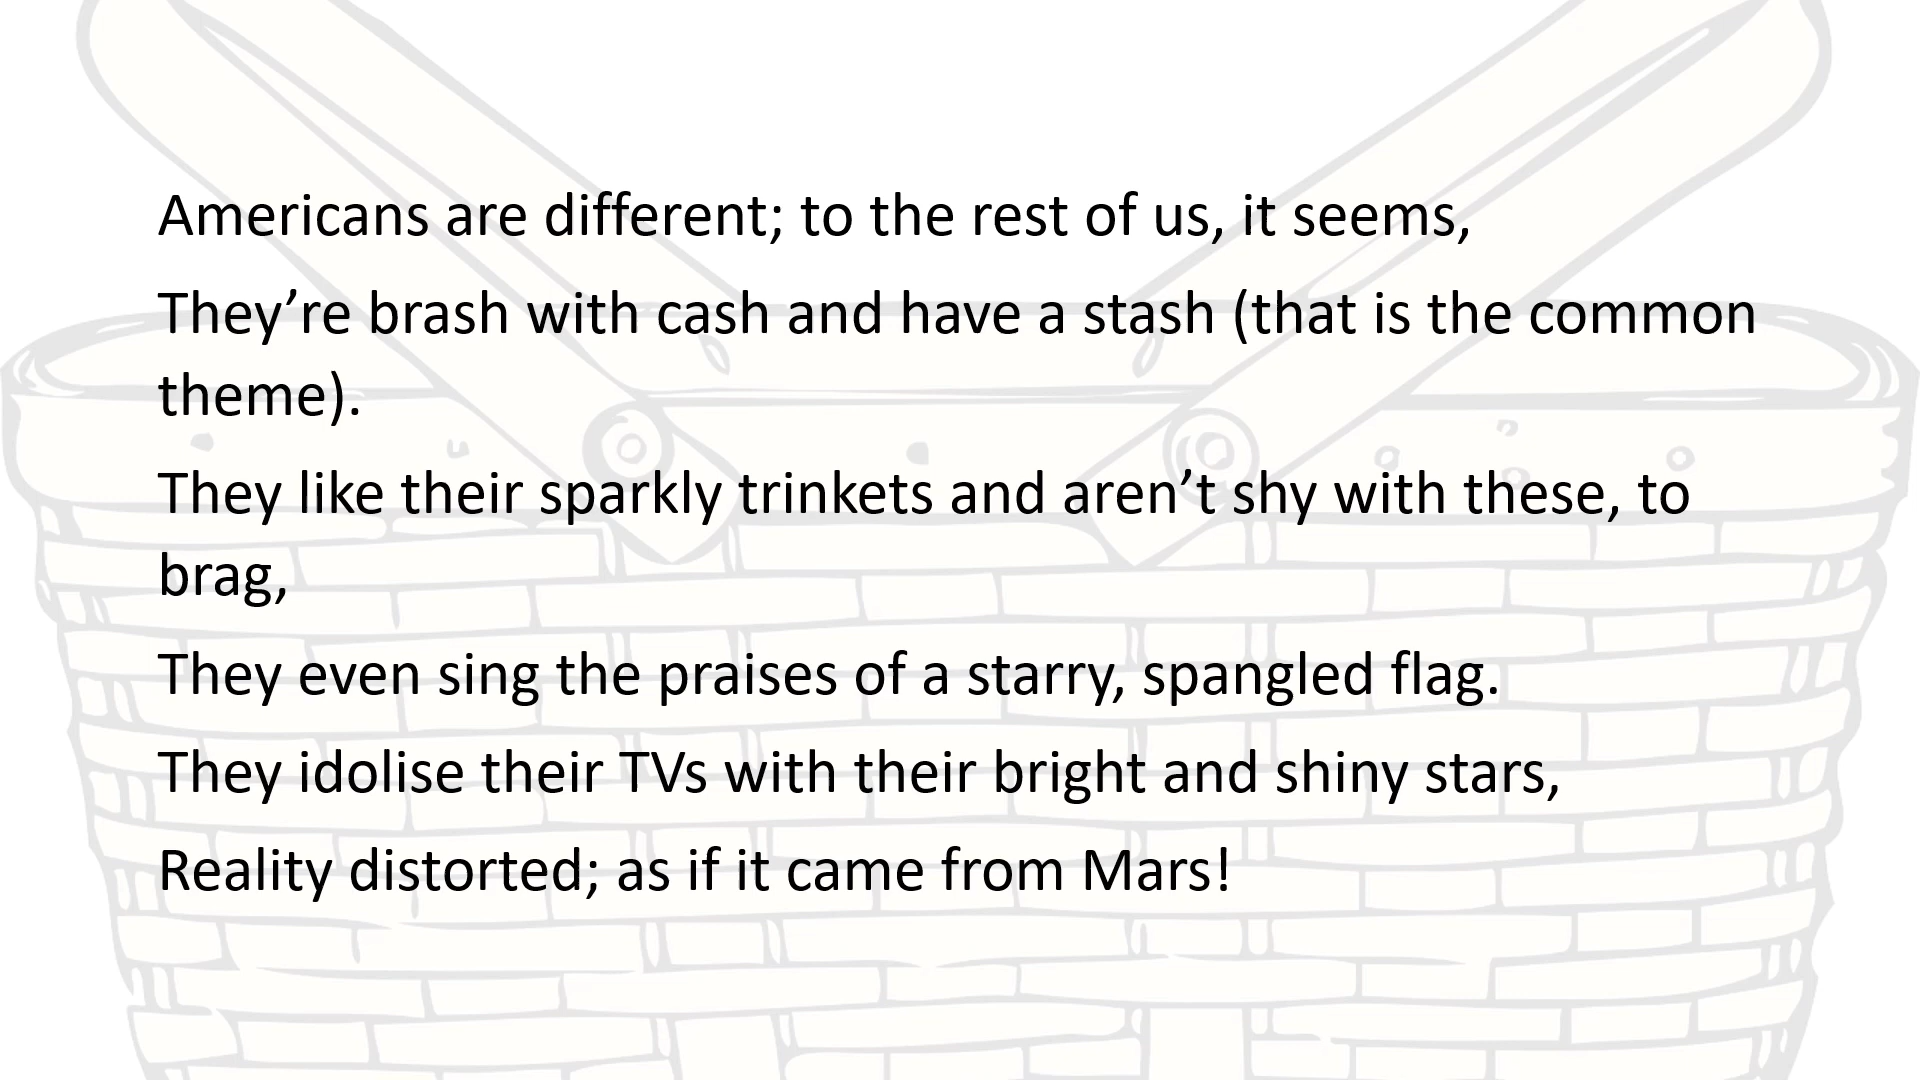 Americans are different; to the rest of us, it seems,
They’re brash with cash and have a stash (that is the common
theme).
They like their sparkly trinkets and aren’t shy with these, to
brag,
They even sing the praises of a starry, spangled flag.
They idolise their TVs with their bright and shiny stars,
Reality distorted; as if it came from Mars!